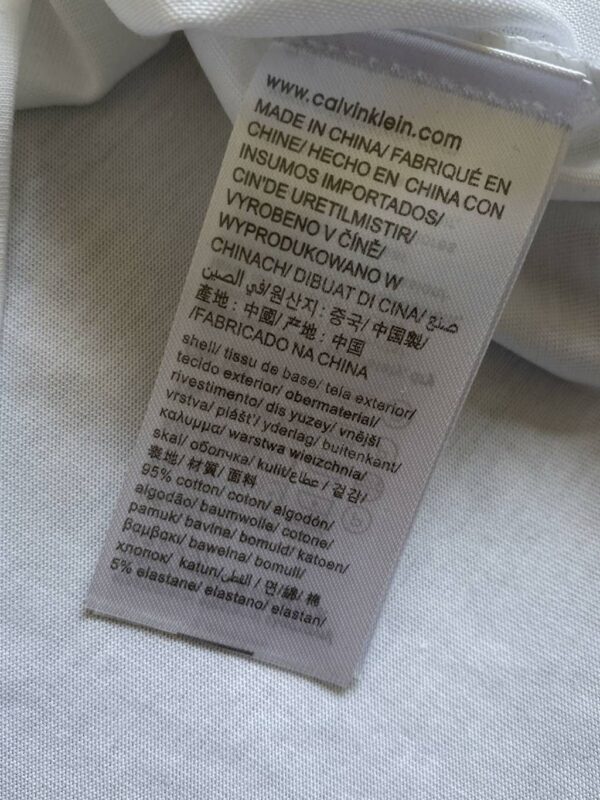 www.calvinklein.com
MADE IN CHINA/ FABRIQUÉ EN
CHINE/ HECHO EN CHINA CON
INSUMOS IMPORTADOS/
CIN'DE URETILMISTIR/
VYROBENO V ČÍNĚ/
WYPRODUKOWANO W
CHINACH/ DIBUAT DI CINA/ صنع
في الصين/원산지 : 중국/ 中国製/
產地 : 中國/ 产地 : 中国
/FABRICADO NA CHINA
shell/ tissu de base/ tela exterior/
tecido exterior/ obermaterial/
rivestimento/ dis yuzey/ vnější
vrstva/ plášť/ yderlag/ buitenkant/
καλυμμα/ warstwa wierzchnia/
skal/ оболчка/ kulit/غطاء/ 겉감/
表地/ 材質/ 面料
95% cotton/ coton/ algodón/
algodão/ baumwolle/ cotone/
pamuk/ bavlna/ bomuld/ katoen/
βαμβακι/ bawełna/ bomull/
хлопок/ katun/القطن/ 면/綿/ 棉
5% elastane/ elastano/ elastan/